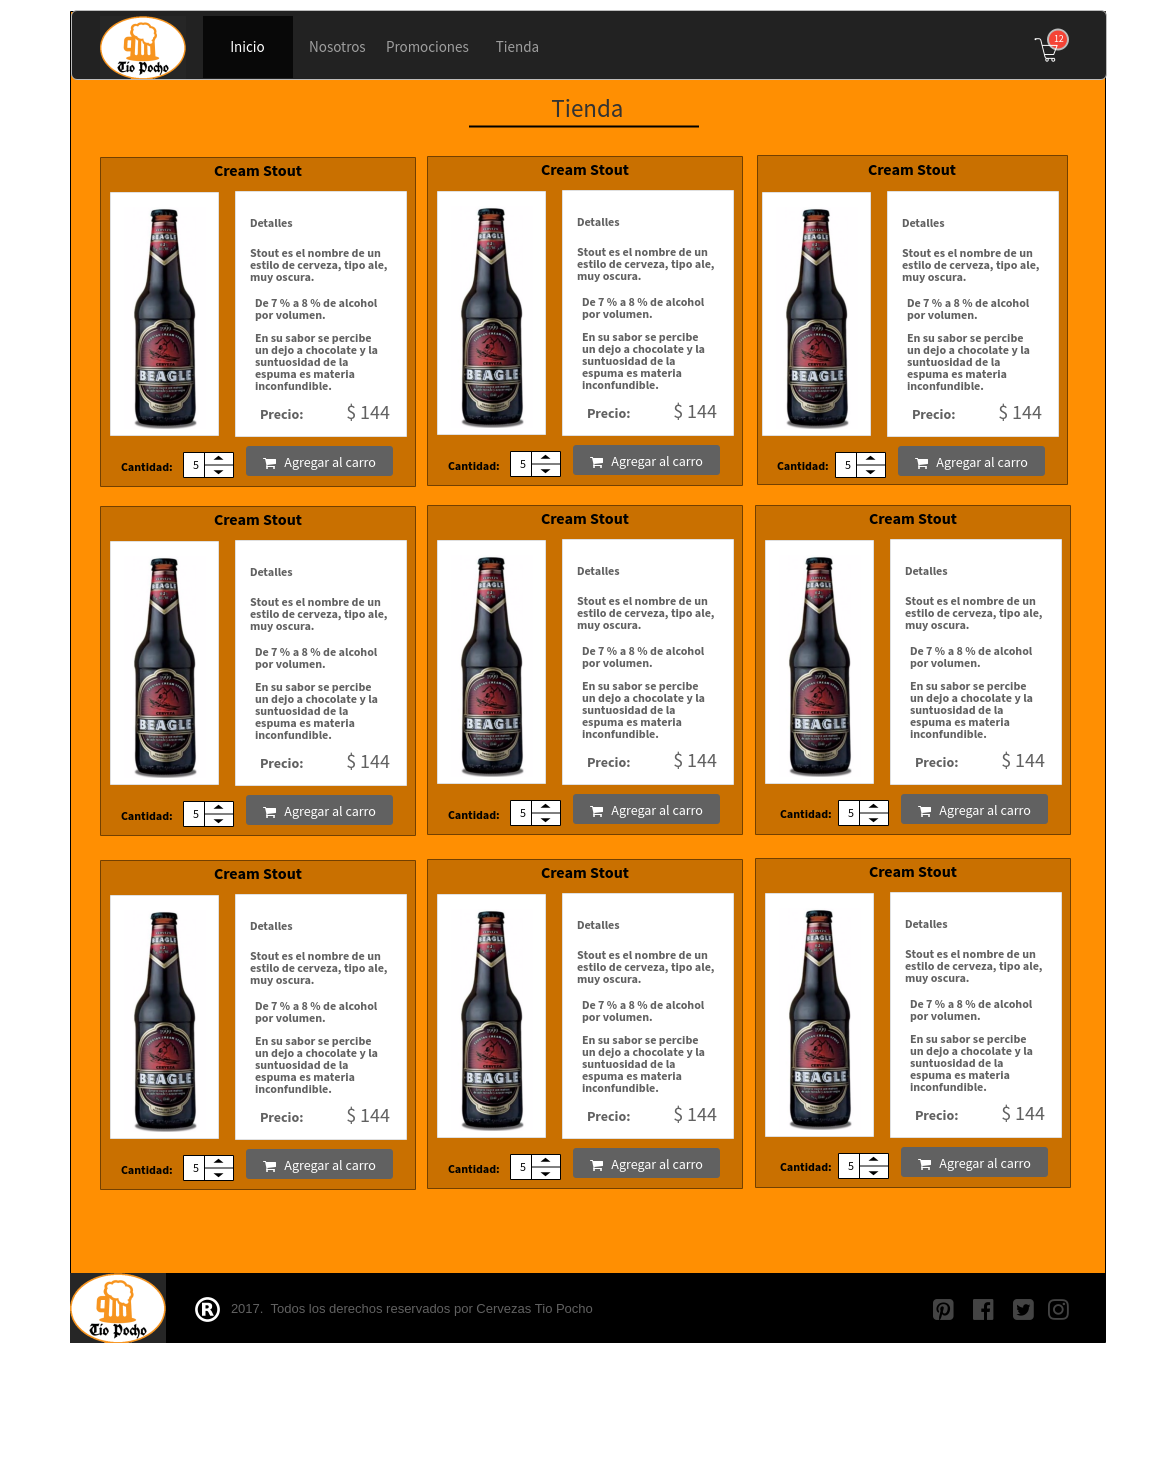 Tío Pocho
Inicio
Nosotros
Promociones
Tienda
12
Tienda
Cream Stout
BEAGLE
1999
BEAGLE
Detalles
Stout es el nombre de un
estilo de cerveza, tipo ale,
muy oscura.
De 7 % a 8 % de alcohol
por volumen.
En su sabor se percibe
un dejo a chocolate y la
suntuosidad de la
espuma es materia
inconfundible.
Precio: $ 144
Cantidad: 5 Agregar al carro
Cream Stout
BEAGLE
1999
BEAGLE
Detalles
Stout es el nombre de un
estilo de cerveza, tipo ale,
muy oscura.
De 7 % a 8 % de alcohol
por volumen.
En su sabor se percibe
un dejo a chocolate y la
suntuosidad de la
espuma es materia
inconfundible.
Precio: $ 144
Cantidad: 5 Agregar al carro
Cream Stout
BEAGLE
1999
BEAGLE
Detalles
Stout es el nombre de un
estilo de cerveza, tipo ale,
muy oscura.
De 7 % a 8 % de alcohol
por volumen.
En su sabor se percibe
un dejo a chocolate y la
suntuosidad de la
espuma es materia
inconfundible.
Precio: $ 144
Cantidad: 5 Agregar al carro
Cream Stout
BEAGLE
1999
BEAGLE
Detalles
Stout es el nombre de un
estilo de cerveza, tipo ale,
muy oscura.
De 7 % a 8 % de alcohol
por volumen.
En su sabor se percibe
un dejo a chocolate y la
suntuosidad de la
espuma es materia
inconfundible.
Precio: $ 144
Cantidad: 5 Agregar al carro
Cream Stout
BEAGLE
1999
BEAGLE
Detalles
Stout es el nombre de un
estilo de cerveza, tipo ale,
muy oscura.
De 7 % a 8 % de alcohol
por volumen.
En su sabor se percibe
un dejo a chocolate y la
suntuosidad de la
espuma es materia
inconfundible.
Precio: $ 144
Cantidad: 5 Agregar al carro
Cream Stout
BEAGLE
1999
BEAGLE
Detalles
Stout es el nombre de un
estilo de cerveza, tipo ale,
muy oscura.
De 7 % a 8 % de alcohol
por volumen.
En su sabor se percibe
un dejo a chocolate y la
suntuosidad de la
espuma es materia
inconfundible.
Precio: $ 144
Cantidad: 5 Agregar al carro
Cream Stout
BEAGLE
1999
BEAGLE
Detalles
Stout es el nombre de un
estilo de cerveza, tipo ale,
muy oscura.
De 7 % a 8 % de alcohol
por volumen.
En su sabor se percibe
un dejo a chocolate y la
suntuosidad de la
espuma es materia
inconfundible.
Precio: $ 144
Cantidad: 5 Agregar al carro
Cream Stout
BEAGLE
1999
BEAGLE
Detalles
Stout es el nombre de un
estilo de cerveza, tipo ale,
muy oscura.
De 7 % a 8 % de alcohol
por volumen.
En su sabor se percibe
un dejo a chocolate y la
suntuosidad de la
espuma es materia
inconfundible.
Precio: $ 144
Cantidad: 5 Agregar al carro
Cream Stout
BEAGLE
1999
BEAGLE
Detalles
Stout es el nombre de un
estilo de cerveza, tipo ale,
muy oscura.
De 7 % a 8 % de alcohol
por volumen.
En su sabor se percibe
un dejo a chocolate y la
suntuosidad de la
espuma es materia
inconfundible.
Precio: $ 144
Cantidad: 5 Agregar al carro
Tío Pocho
® 2017. Todos los derechos reservados por Cervezas Tio Pocho